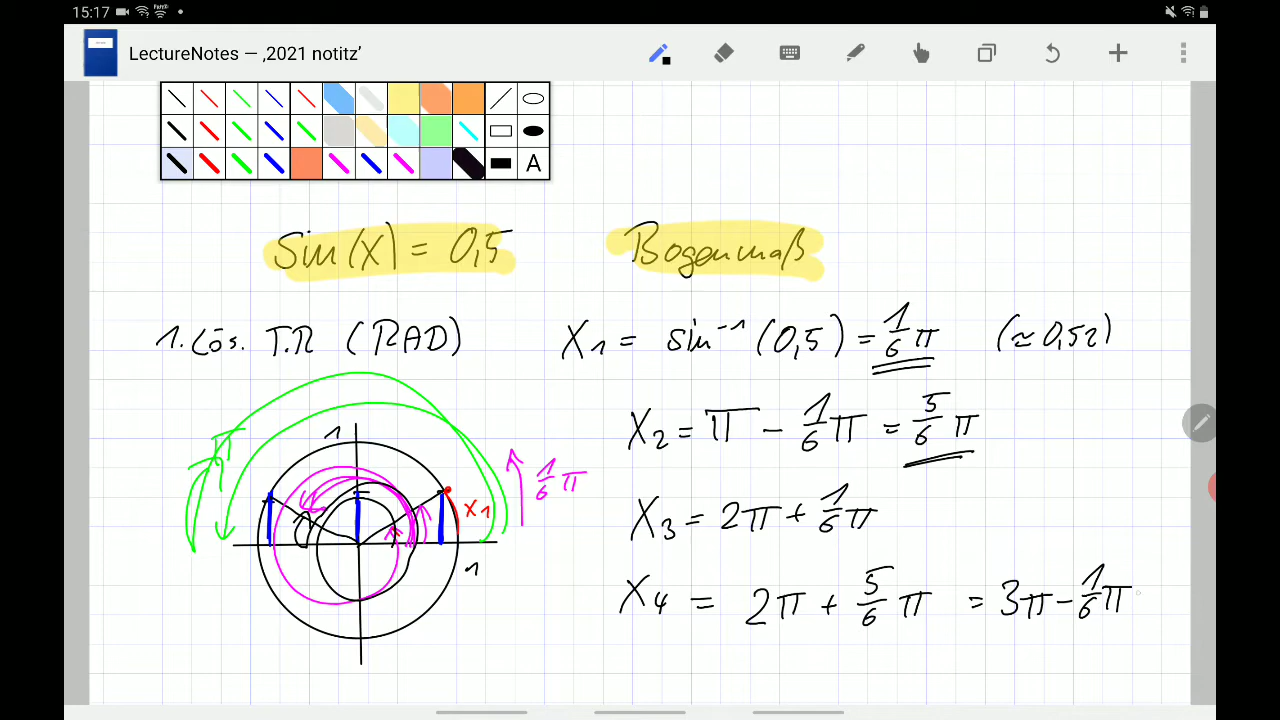 15:17
LectureNotes — ‚2021 notitz’
A
Sin(x) = 0,5 Bogenmaß
1. Lös. T.R (RAD) x1 = sin⁻¹(0,5) = 1/6 π (≈ 0,52)
x2 = π − 1/6 π = 5/6 π
x3 = 2π + 1/6 π
x4 = 2π + 5/6 π = 3π − 1/6 π
1
π
1/6 π
x1
1